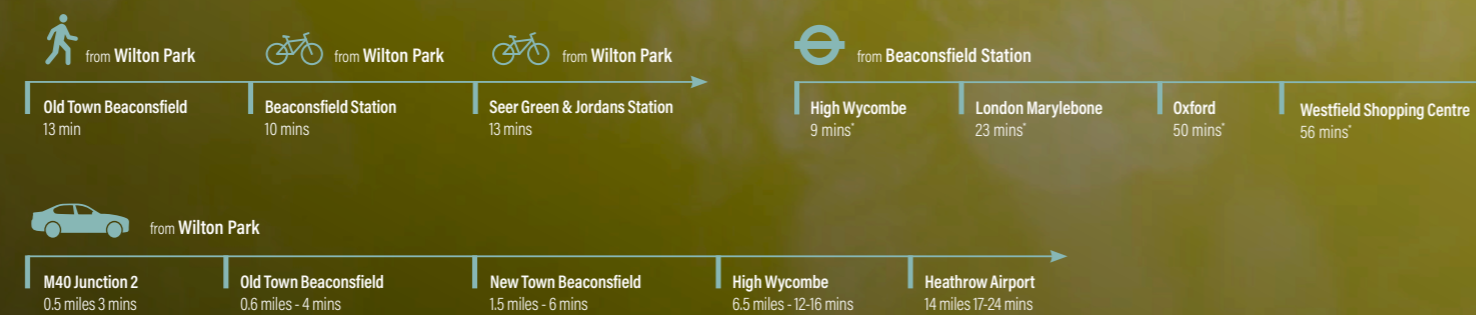 from Wilton Park
Old Town Beaconsfield
13 min
from Wilton Park
Beaconsfield Station
10 mins
from Wilton Park
Seer Green & Jordans Station
13 mins
from Beaconsfield Station
High Wycombe
9 mins*
London Marylebone
23 mins*
Oxford
50 mins*
Westfield Shopping Centre
56 mins*
from Wilton Park
M40 Junction 2
0.5 miles 3 mins
Old Town Beaconsfield
0.6 miles - 4 mins
New Town Beaconsfield
1.5 miles - 6 mins
High Wycombe
6.5 miles - 12-16 mins
Heathrow Airport
14 miles 17-24 mins